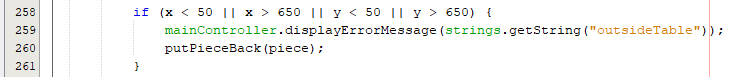 258 if (x < 50 || x > 650 || y < 50 || y > 650) {
259 mainController.displayErrorMessage(strings.getString("outsideTable"));
260 putPieceBack(piece);
261 }